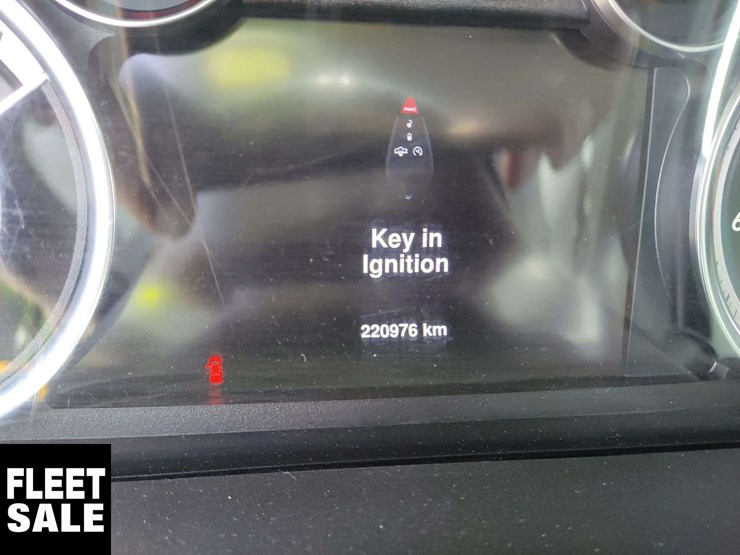 Key in
Ignition
220976 km
FLEET
SALE